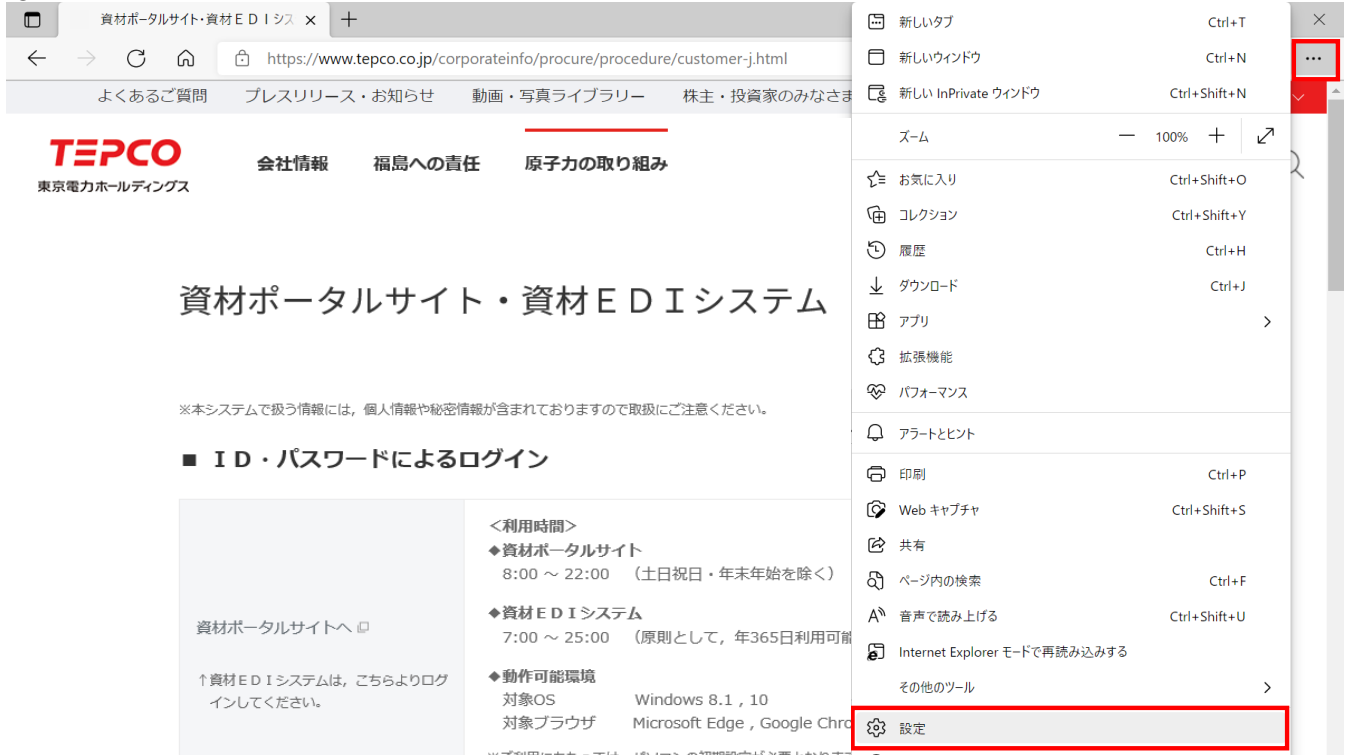 資材ポータルサイト・資材ＥＤＩシス
https://www.tepco.co.jp/corporateinfo/procure/procedure/customer-j.html
よくあるご質問 プレスリリース・お知らせ 動画・写真ライブラリー 株主・投資家のみなさま
TEPCO
東京電力ホールディングス
会社情報 福島への責任 原子力の取り組み
資材ポータルサイト・資材ＥＤＩシステム
※本システムで扱う情報には，個人情報や秘密情報が含まれておりますので取扱にご注意ください。
■ ＩＤ・パスワードによるログイン
資材ポータルサイトへ
↑資材ＥＤＩシステムは，こちらよりログ
インしてください。
＜利用時間＞
◆資材ポータルサイト
8:00 ～ 22:00 （土日祝日・年末年始を除く）
◆資材ＥＤＩシステム
7:00 ～ 25:00 （原則として，年365日利用可能
◆動作可能環境
対象OS Windows 8.1 , 10
対象ブラウザ Microsoft Edge , Google Chro
新しいタブ Ctrl+T
新しいウィンドウ Ctrl+N
新しい InPrivate ウィンドウ Ctrl+Shift+N
ズーム 100%
お気に入り Ctrl+Shift+O
コレクション Ctrl+Shift+Y
履歴 Ctrl+H
ダウンロード Ctrl+J
アプリ
拡張機能
パフォーマンス
アラートとヒント
印刷 Ctrl+P
Web キャプチャ Ctrl+Shift+S
共有
ページ内の検索 Ctrl+F
音声で読み上げる Ctrl+Shift+U
Internet Explorer モードで再読み込みする
その他のツール
設定